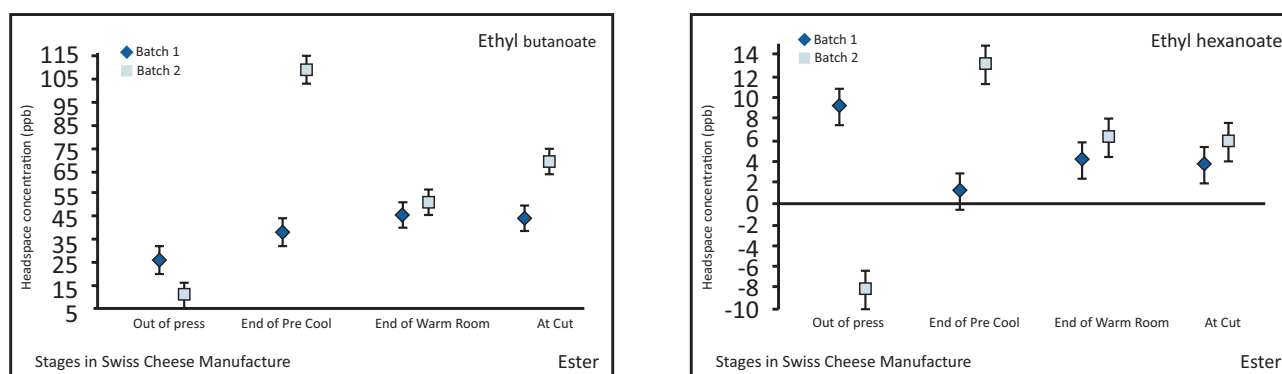 Ethyl butanoate
Batch 1
Batch 2
Headspace concentration (ppb)
115
105
95
85
75
65
55
45
35
25
15
5
Out of press End of Pre Cool End of Warm Room At Cut
Stages in Swiss Cheese Manufacture Ester
Ethyl hexanoate
Batch 1
Batch 2
Headspace concentration (ppb)
14
12
10
8
6
4
2
0
-2
-4
-6
-8
-10
Out of press End of Pre Cool End of Warm Room At Cut
Stages in Swiss Cheese Manufacture Ester